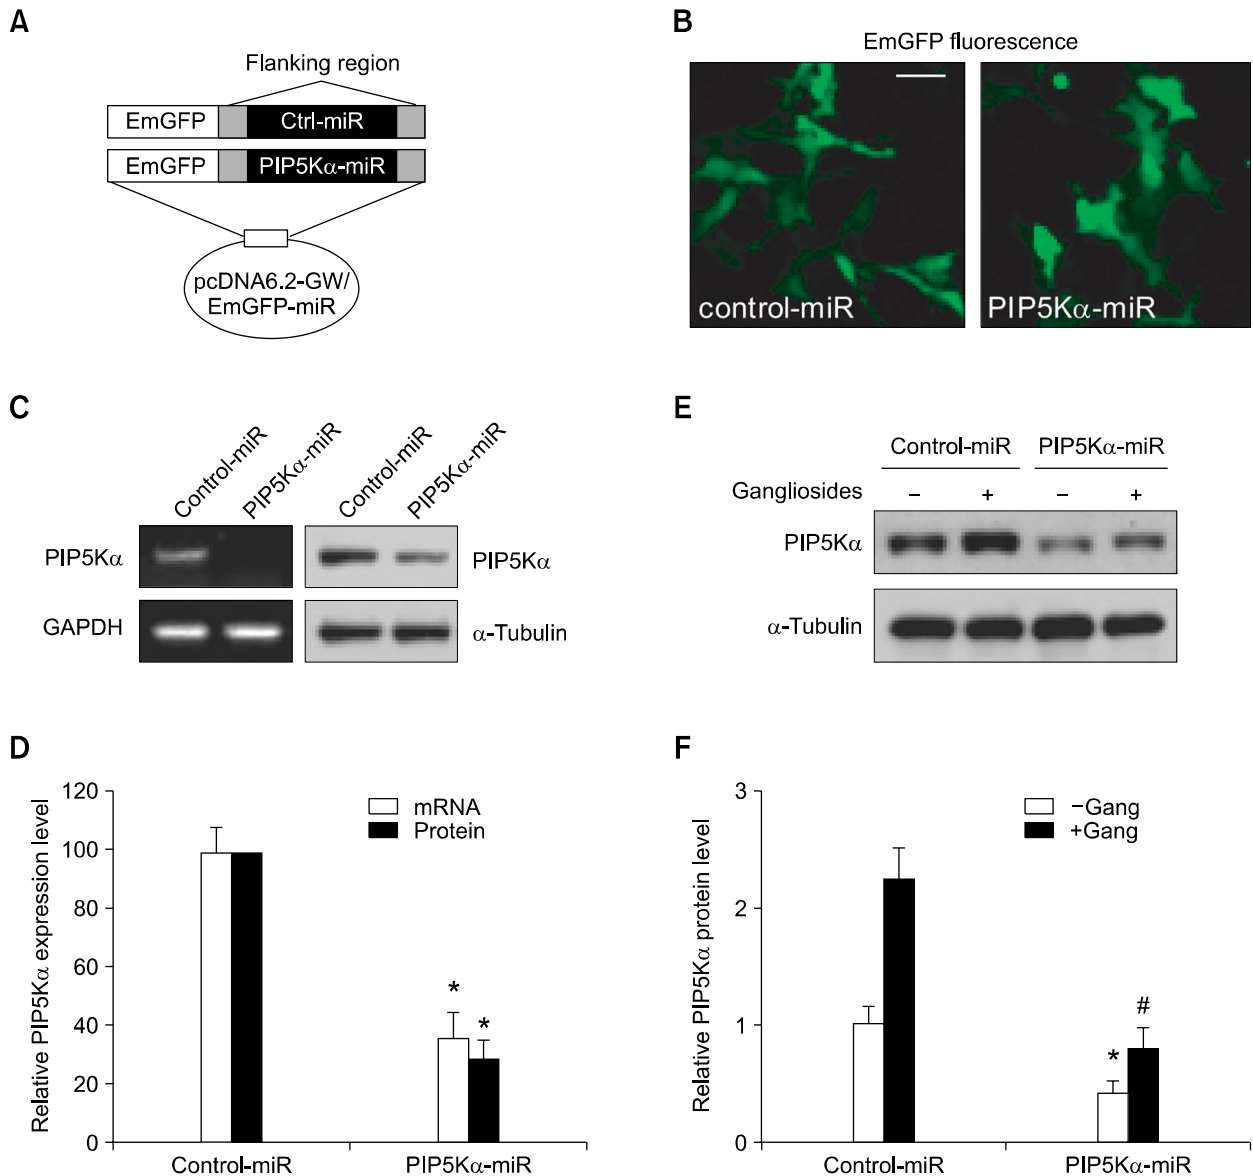 A
Flanking region
EmGFP Ctrl-miR
EmGFP PIP5Kα-miR
pcDNA6.2-GW/
EmGFP-miR
B
EmGFP fluorescence
control-miR
PIP5Kα-miR
C
Control-miR
PIP5Kα-miR
Control-miR
PIP5Kα-miR
PIP5Kα
PIP5Kα
GAPDH
α-Tubulin
E
Control-miR PIP5Kα-miR
Gangliosides – + – +
PIP5Kα
α-Tubulin
D
Relative PIP5Kα expression level
120
100
80
60
40
20
0
mRNA
Protein
*
*
Control-miR PIP5Kα-miR
F
Relative PIP5Kα protein level
3
2
1
0
–Gang
+Gang
*
#
Control-miR PIP5Kα-miR